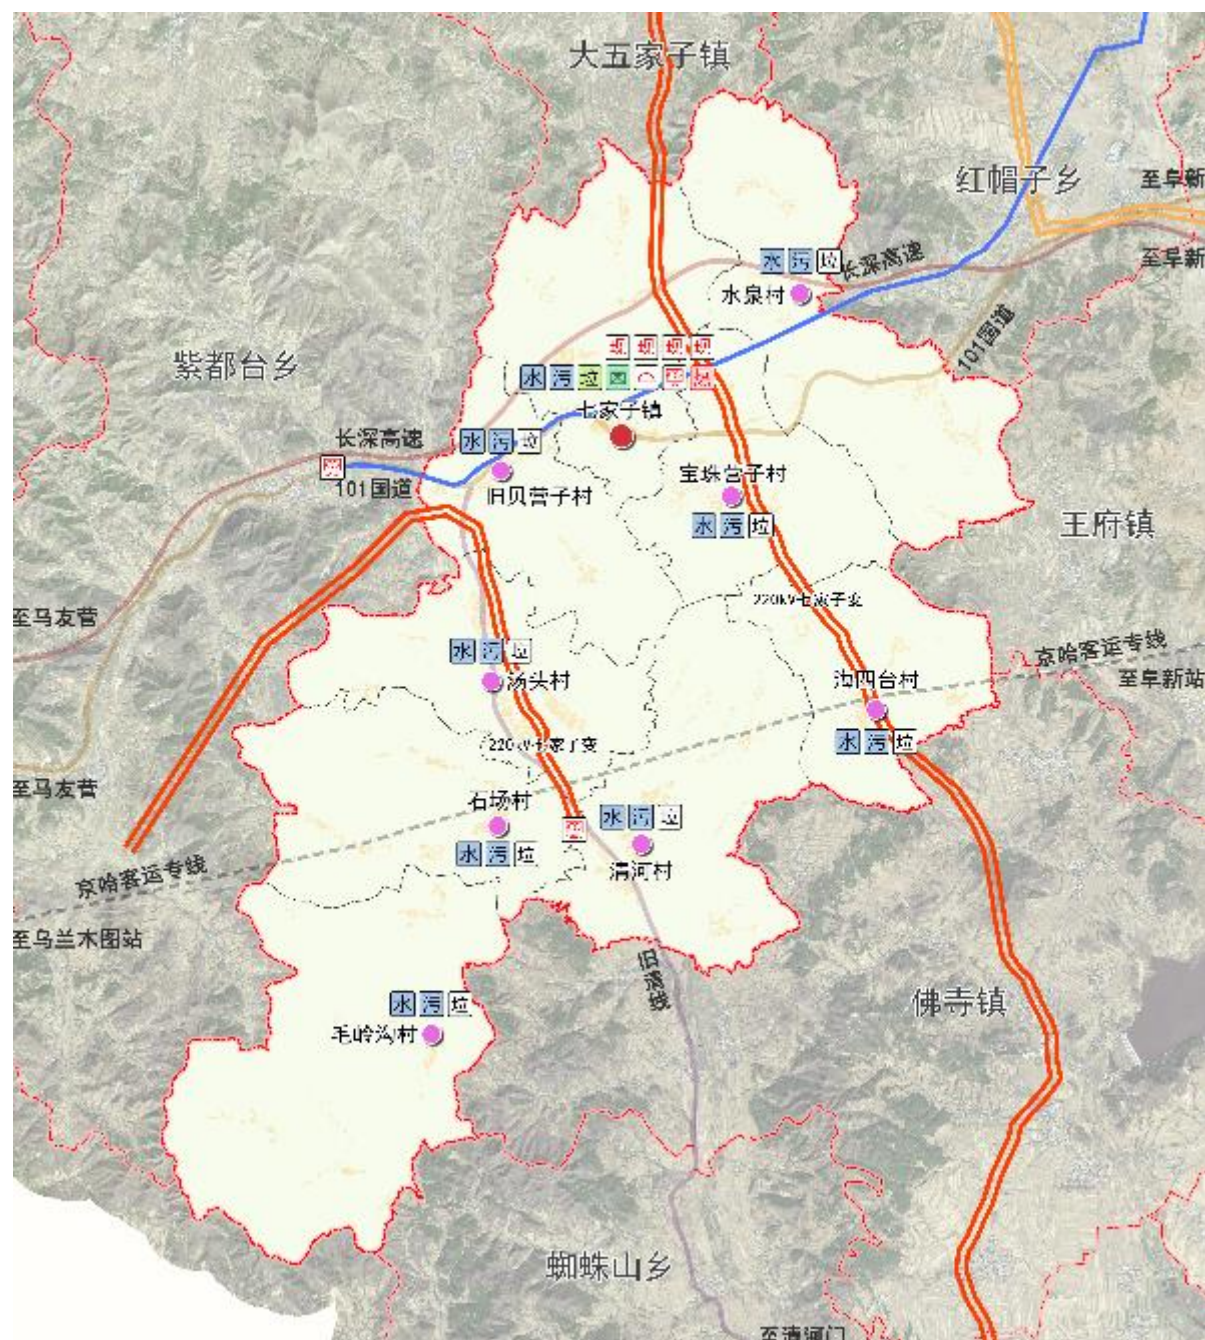 大五家子镇
红帽子乡
至阜新
至阜新
水 污 垃
长深高速
水泉村
101国道
紫都台乡
坝 坝 坝 坝
水 污 垃
七家子镇
长深高速
水 污 垃
101国道
旧贝营子村
宝珠营子村
水 污 垃
王府镇
220kV七家子变
至马友营
京哈客运专线
至阜新站
水 污 垃
汤头村
沟四台村
水 污 垃
220kV七家子变
至马友营
石场村
水 污 垃
水 污 垃
清河村
京哈客运专线
至乌兰木图站
旧清线
佛寺镇
水 污 垃
毛岭沟村
蜘蛛山乡
至清河门